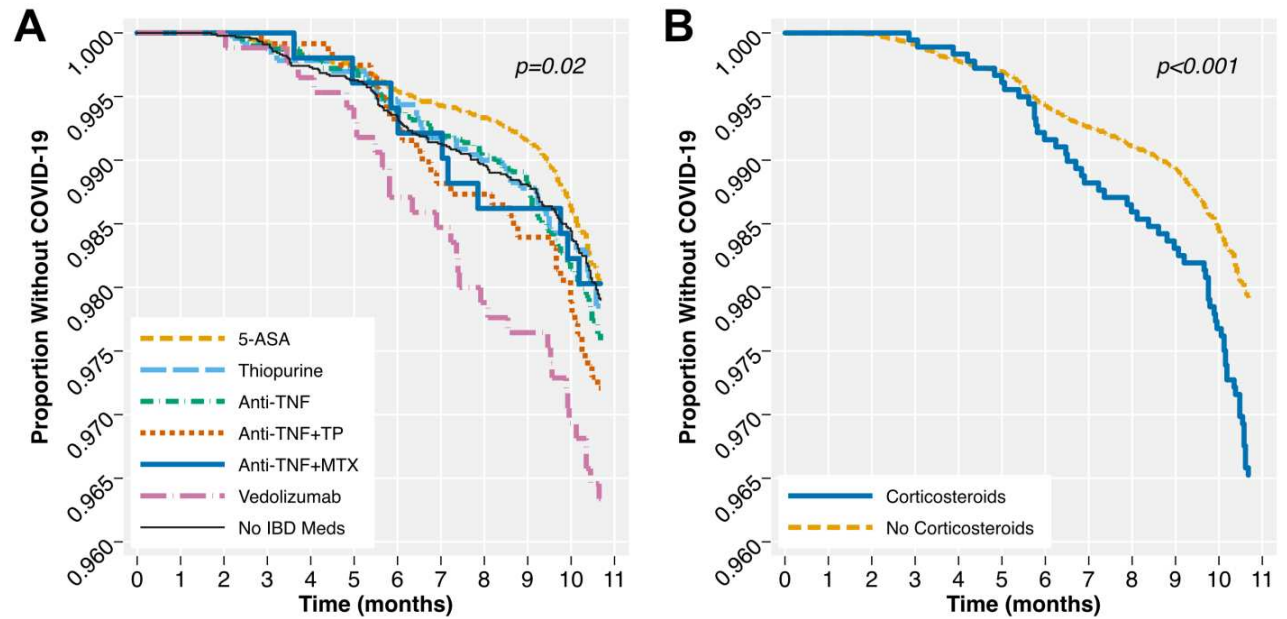 A
Proportion Without COVID-19
1.000
0.995
0.990
0.985
0.980
0.975
0.970
0.965
0.960
p=0.02
5-ASA
Thiopurine
Anti-TNF
Anti-TNF+TP
Anti-TNF+MTX
Vedolizumab
No IBD Meds
0 1 2 3 4 5 6 7 8 9 10 11
Time (months)
B
Proportion Without COVID-19
1.000
0.995
0.990
0.985
0.980
0.975
0.970
0.965
0.960
p<0.001
Corticosteroids
No Corticosteroids
0 1 2 3 4 5 6 7 8 9 10 11
Time (months)